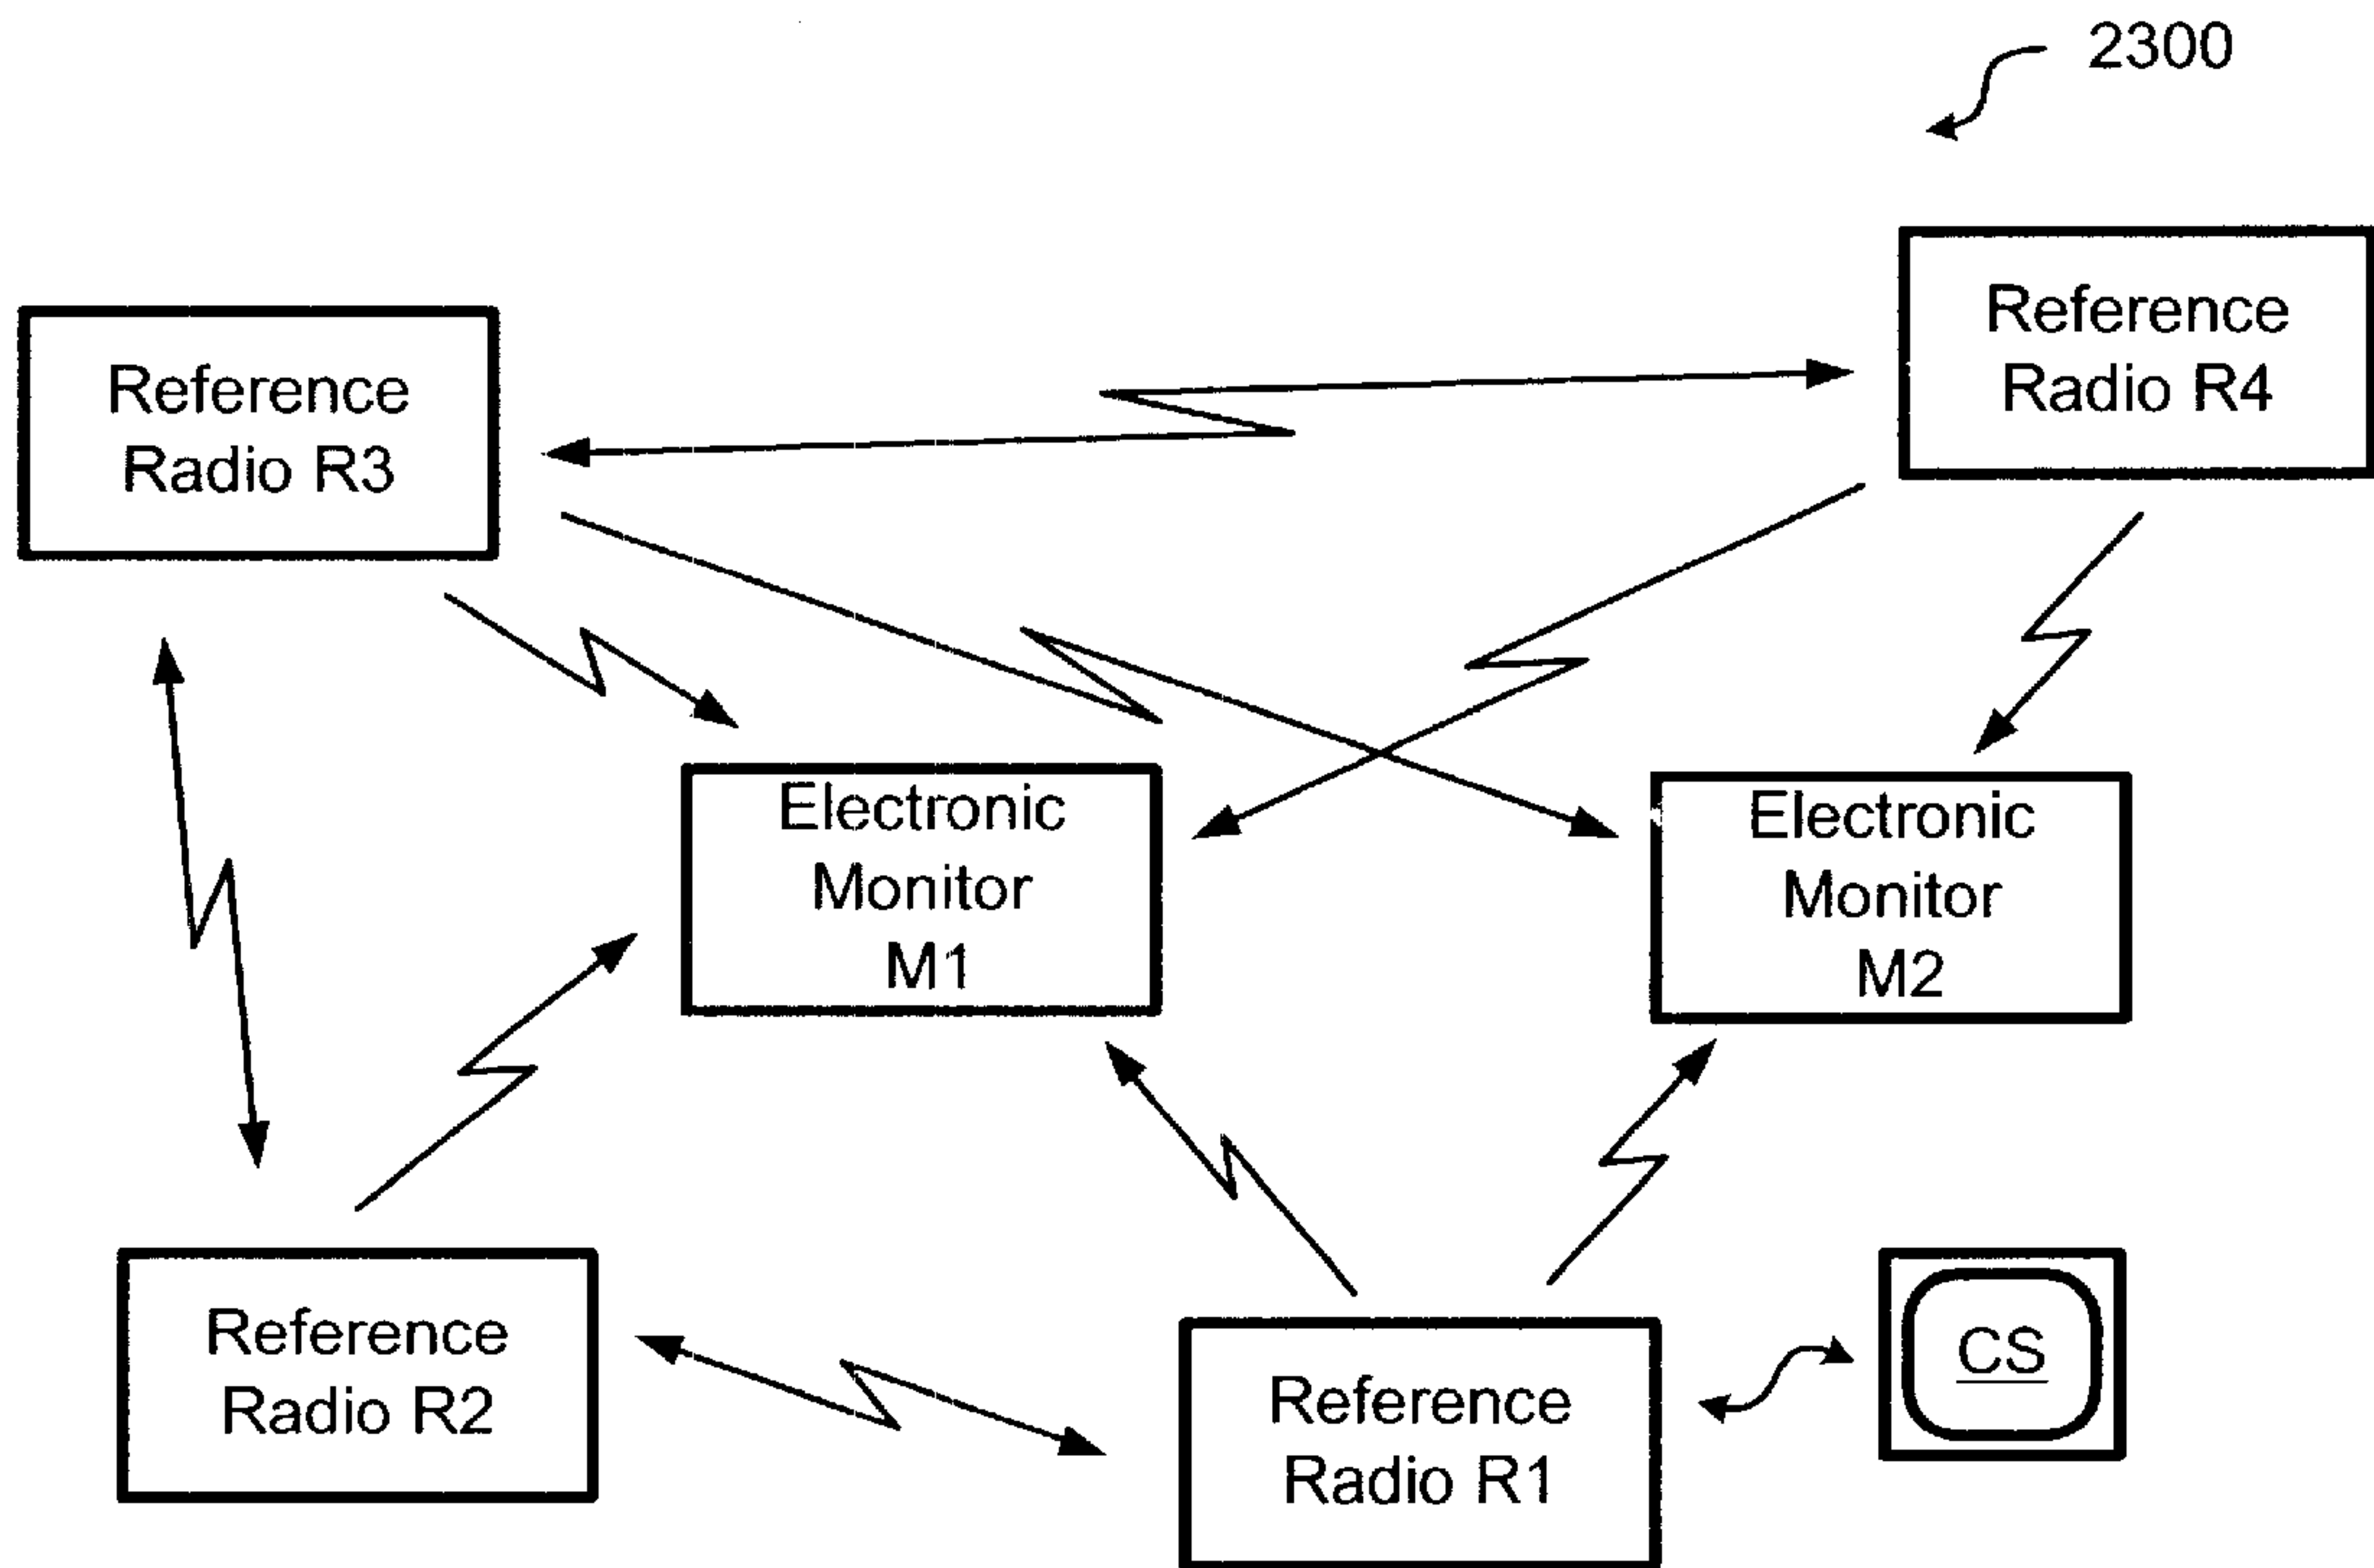 2300
Reference
Radio R4
Reference
Radio R3
Electronic
Monitor
M1
Electronic
Monitor
M2
Reference
Radio R2
Reference
Radio R1
CS